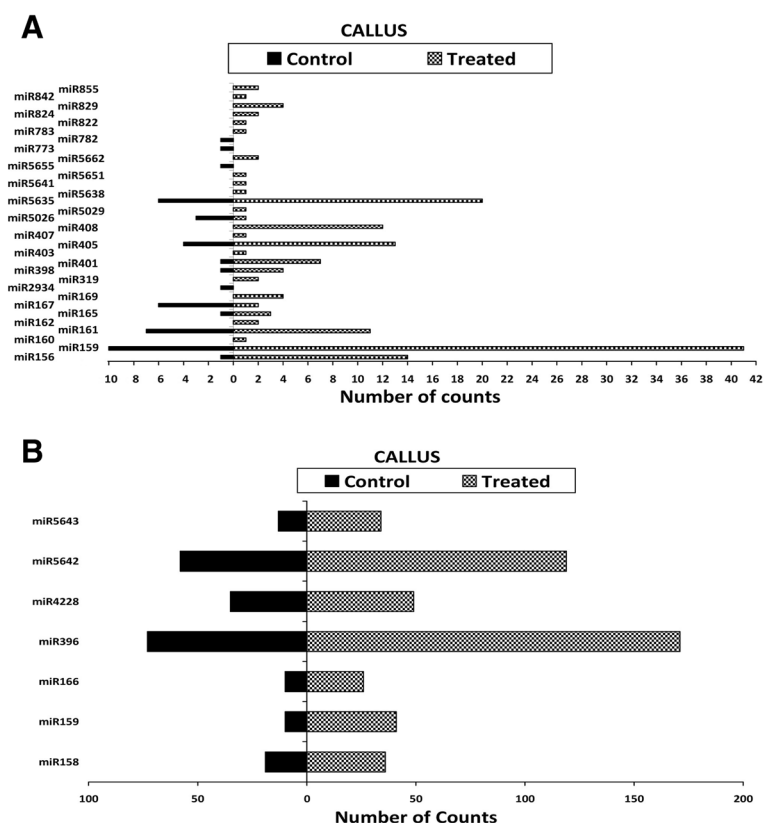 A
CALLUS
Control Treated
miR855
miR842
miR829
miR824
miR822
miR783
miR782
miR773
miR5662
miR5655
miR5651
miR5641
miR5638
miR5635
miR5029
miR5026
miR408
miR407
miR405
miR403
miR401
miR398
miR319
miR2934
miR169
miR167
miR165
miR162
miR161
miR160
miR159
miR156
10 8 6 4 2 0 2 4 6 8 10 12 14 16 18 20 22 24 26 28 30 32 34 36 38 40 42
Number of counts
B
CALLUS
Control Treated
miR5643
miR5642
miR4228
miR396
miR166
miR159
miR158
100 50 0 50 100 150 200
Number of Counts